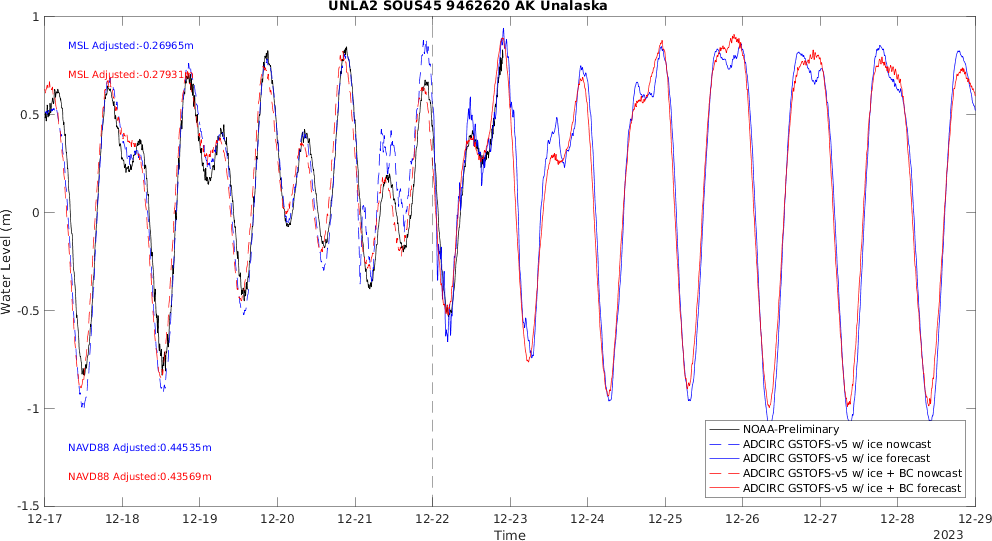 UNLA2 SOUS45 9462620 AK Unalaska
MSL Adjusted:-0.26965m
MSL Adjusted:-0.27931m
NAVD88 Adjusted:0.44535m
NAVD88 Adjusted:0.43569m
Water Level (m)
1
0.5
0
-0.5
-1
-1.5
NOAA-Preliminary
ADCIRC GSTOFS-v5 w/ ice nowcast
ADCIRC GSTOFS-v5 w/ ice forecast
ADCIRC GSTOFS-v5 w/ ice + BC nowcast
ADCIRC GSTOFS-v5 w/ ice + BC forecast
12-17 12-18 12-19 12-20 12-21 12-22 12-23 12-24 12-25 12-26 12-27 12-28 12-29
Time
2023